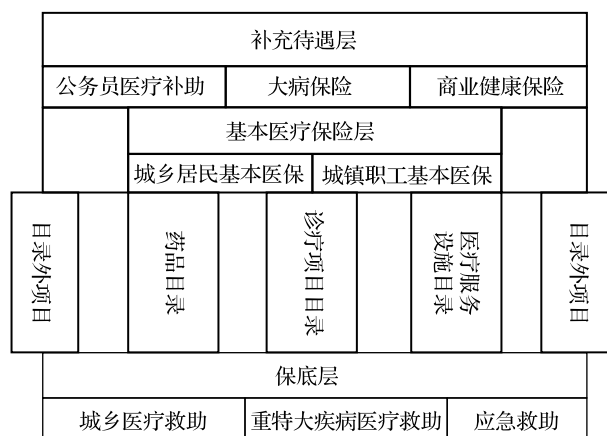 补充待遇层
公务员医疗补助
大病保险
商业健康保险
基本医疗保险层
城乡居民基本医保
城镇职工基本医保
目录外项目
药品目录
诊疗项目目录
医疗服务
设施目录
目录外项目
保底层
城乡医疗救助
重特大疾病医疗救助
应急救助